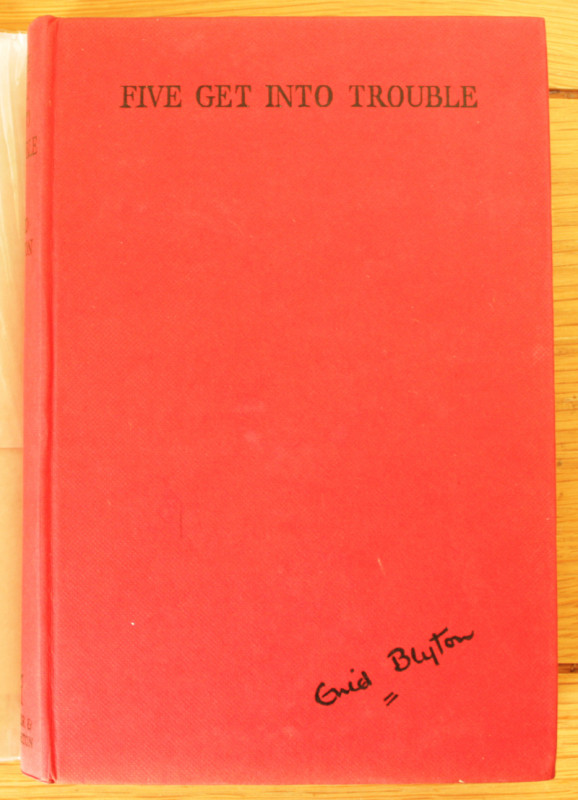 FIVE GET INTO TROUBLE
Enid Blyton